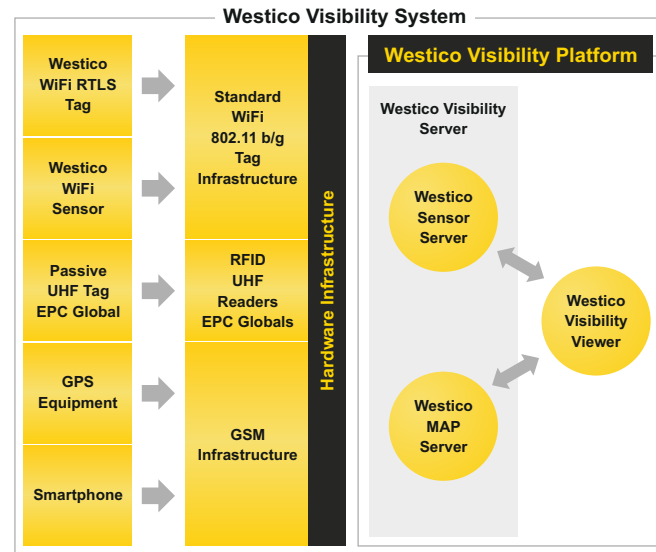 Westico Visibility System
Westico
WiFi RTLS
Tag
Westico
WiFi
Sensor
Passive
UHF Tag
EPC Global
GPS
Equipment
Smartphone
Standard
WiFi
802.11 b/g
Tag
Infrastructure
RFID
UHF
Readers
EPC Globals
GSM
Infrastructure
Hardware Infrastructure
Westico Visibility Platform
Westico Visibility
Server
Westico
Sensor
Server
Westico
Visibility
Viewer
Westico
MAP
Server